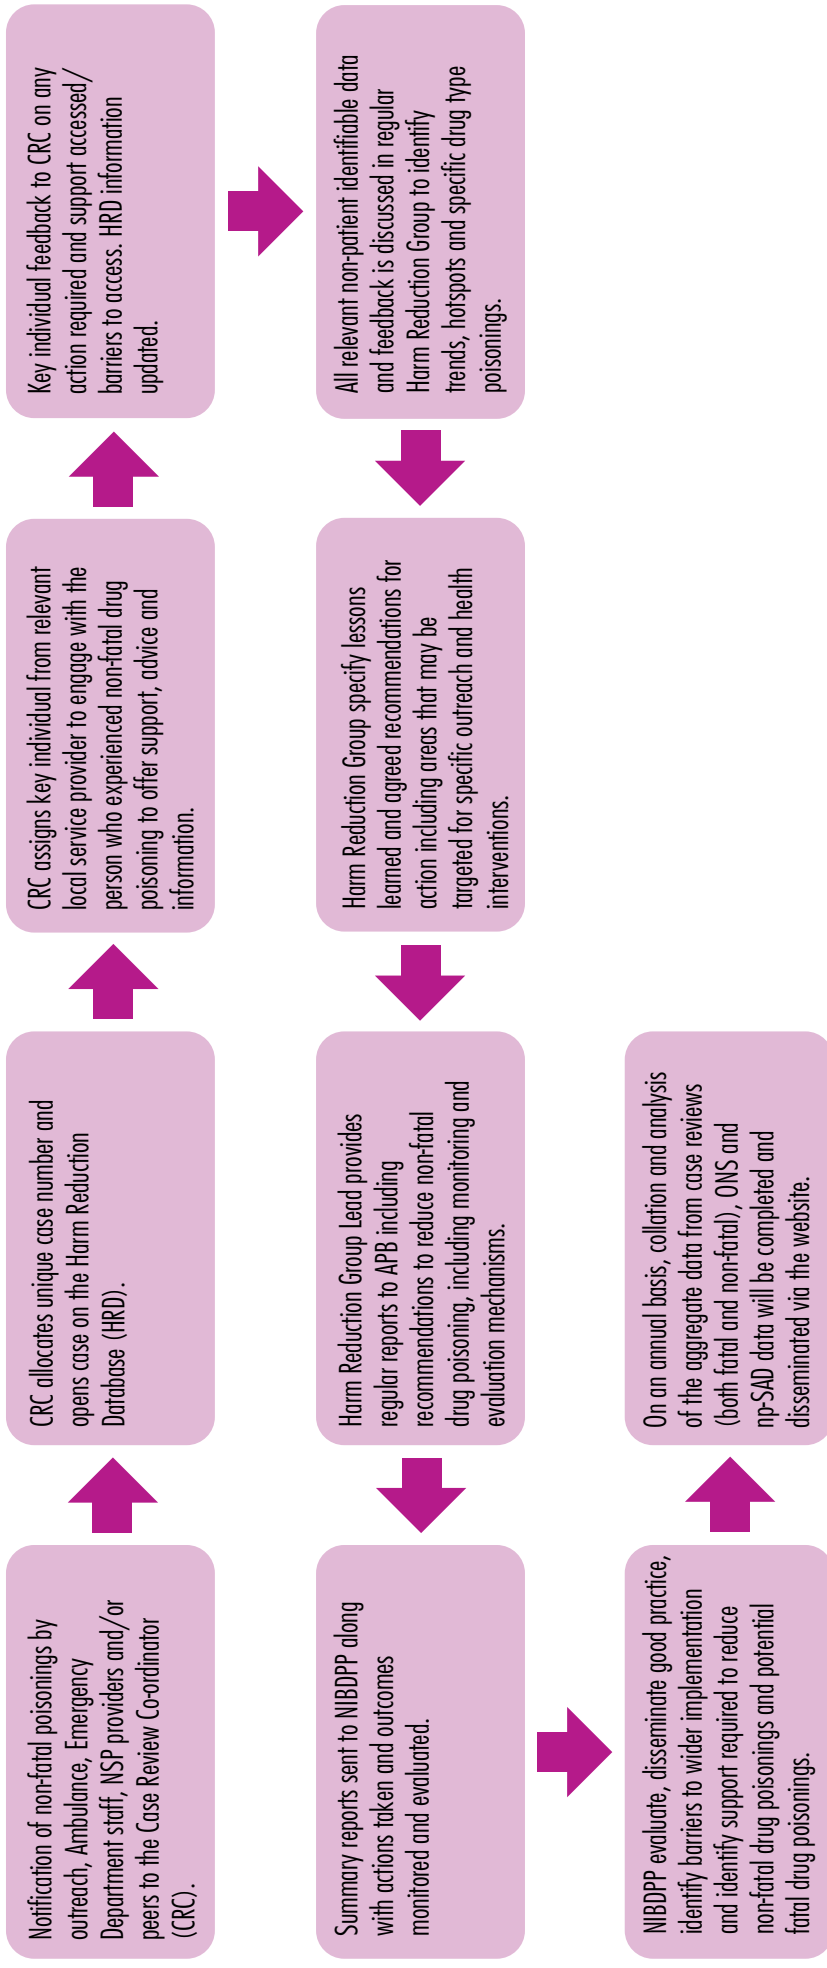 Notification of non-fatal poisonings by
outreach, Ambulance, Emergency
Department staff, NSP providers and/or
peers to the Case Review Co-ordinator
(CRC).
CRC allocates unique case number and
opens case on the Harm Reduction
Database (HRD).
CRC assigns key individual from relevant
local service provider to engage with the
person who experienced non-fatal drug
poisoning to offer support, advice and
information.
Key individual feedback to CRC on any
action required and support accessed/
barriers to access. HRD information
updated.
All relevant non-patient identifiable data
and feedback is discussed in regular
Harm Reduction Group to identify
trends, hotspots and specific drug type
poisonings.
Harm Reduction Group specify lessons
learned and agreed recommendations for
action including areas that may be
targeted for specific outreach and health
interventions.
Harm Reduction Group Lead provides
regular reports to APB including
recommendations to reduce non-fatal
drug poisoning, including monitoring and
evaluation mechanisms.
Summary reports sent to NIBDPP along
with actions taken and outcomes
monitored and evaluated.
NIBDPP evaluate, disseminate good practice,
identify barriers to wider implementation
and identify support required to reduce
non-fatal drug poisonings and potential
fatal drug poisonings.
On an annual basis, collation and analysis
of the aggregate data from case reviews
(both fatal and non-fatal), ONS and
np-SAD data will be completed and
disseminated via the website.